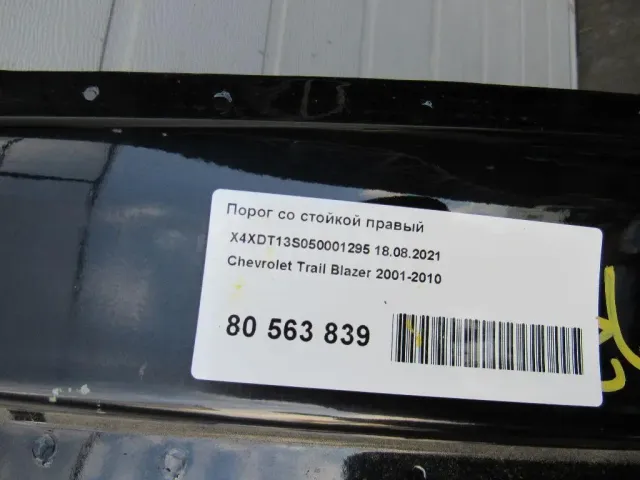 Порог со стойкой правый
X4XDT13S050001295 18.08.2021
Chevrolet Trail Blazer 2001-2010
80 563 839